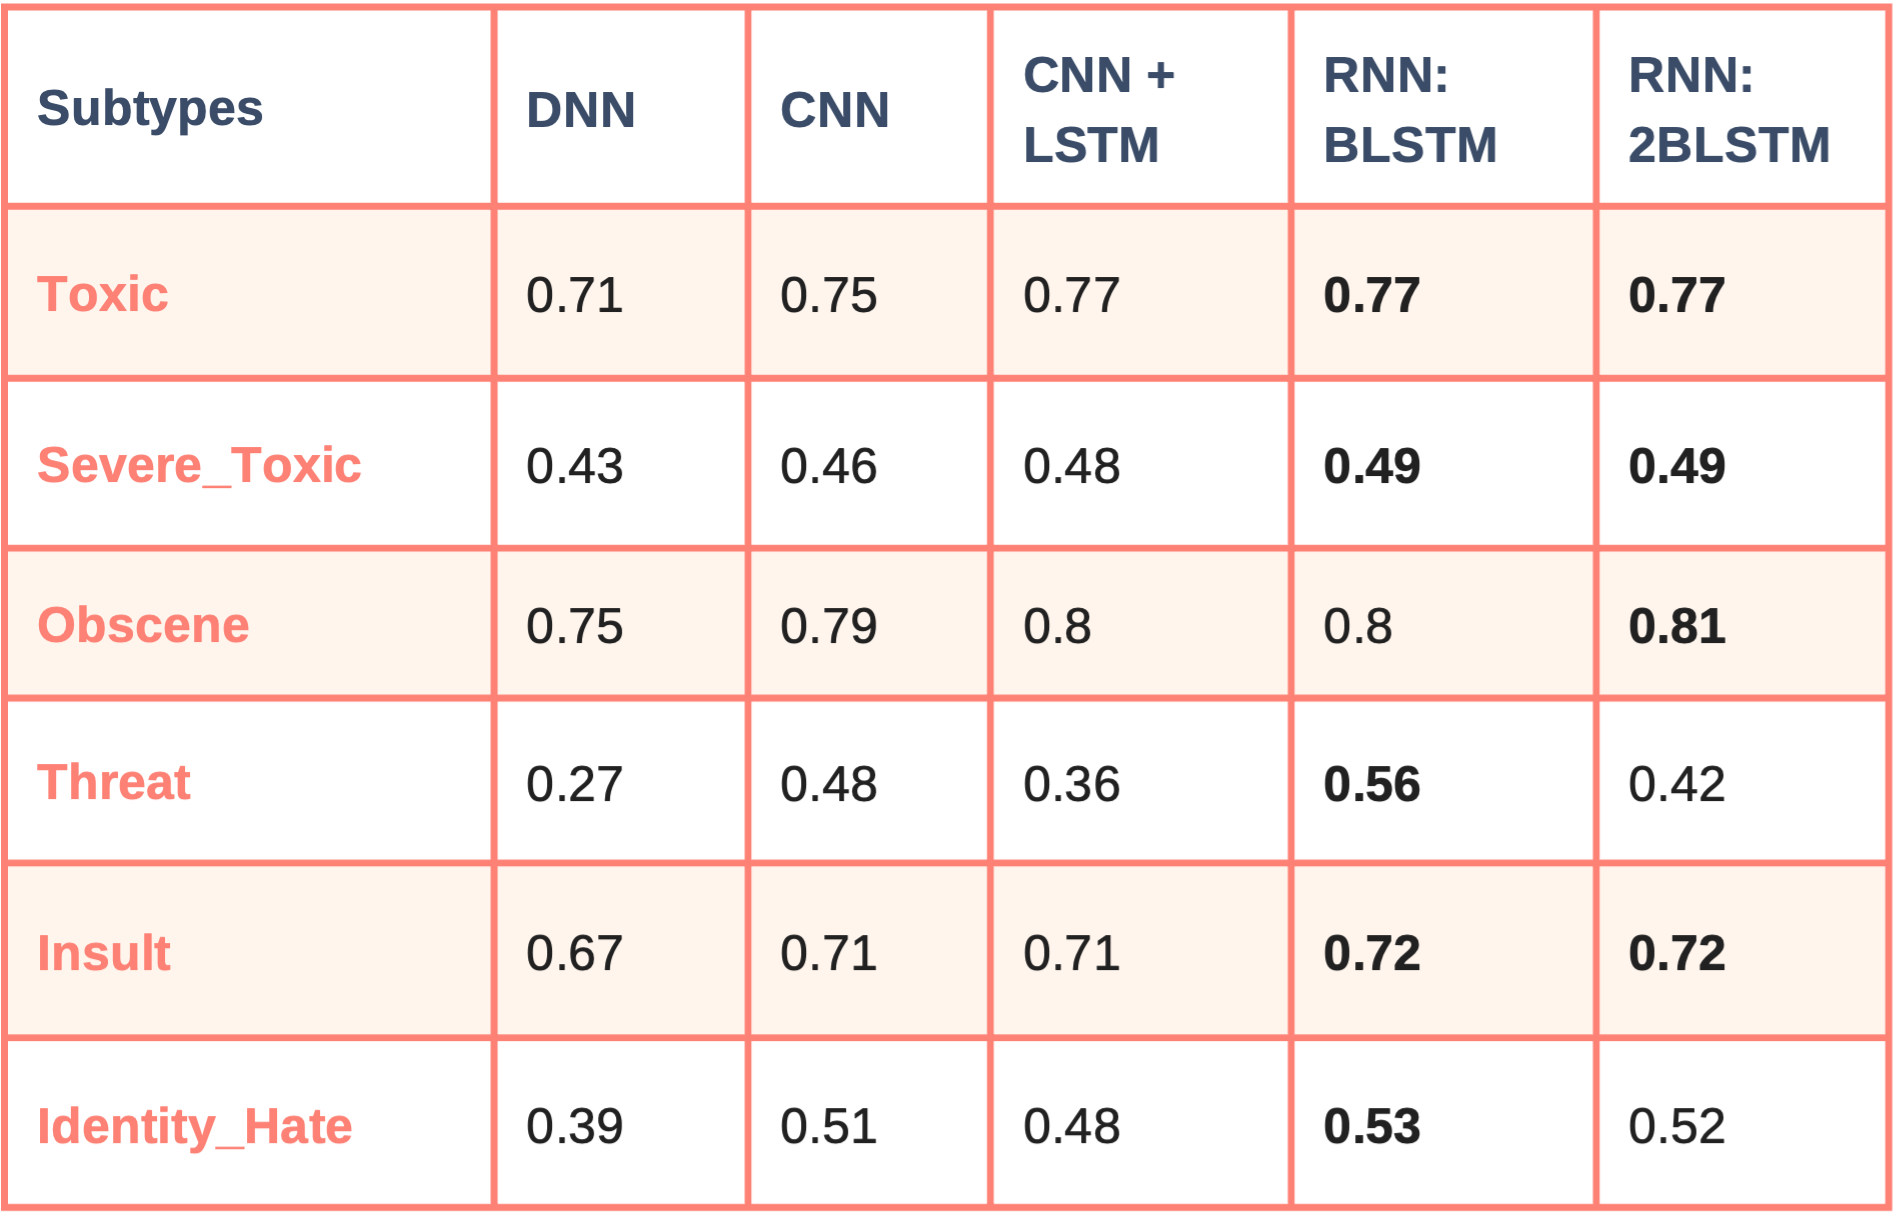 Subtypes DNN CNN CNN + LSTM RNN: BLSTM RNN: 2BLSTM
Toxic 0.71 0.75 0.77 0.77 0.77
Severe_Toxic 0.43 0.46 0.48 0.49 0.49
Obscene 0.75 0.79 0.8 0.8 0.81
Threat 0.27 0.48 0.36 0.56 0.42
Insult 0.67 0.71 0.71 0.72 0.72
Identity_Hate 0.39 0.51 0.48 0.53 0.52